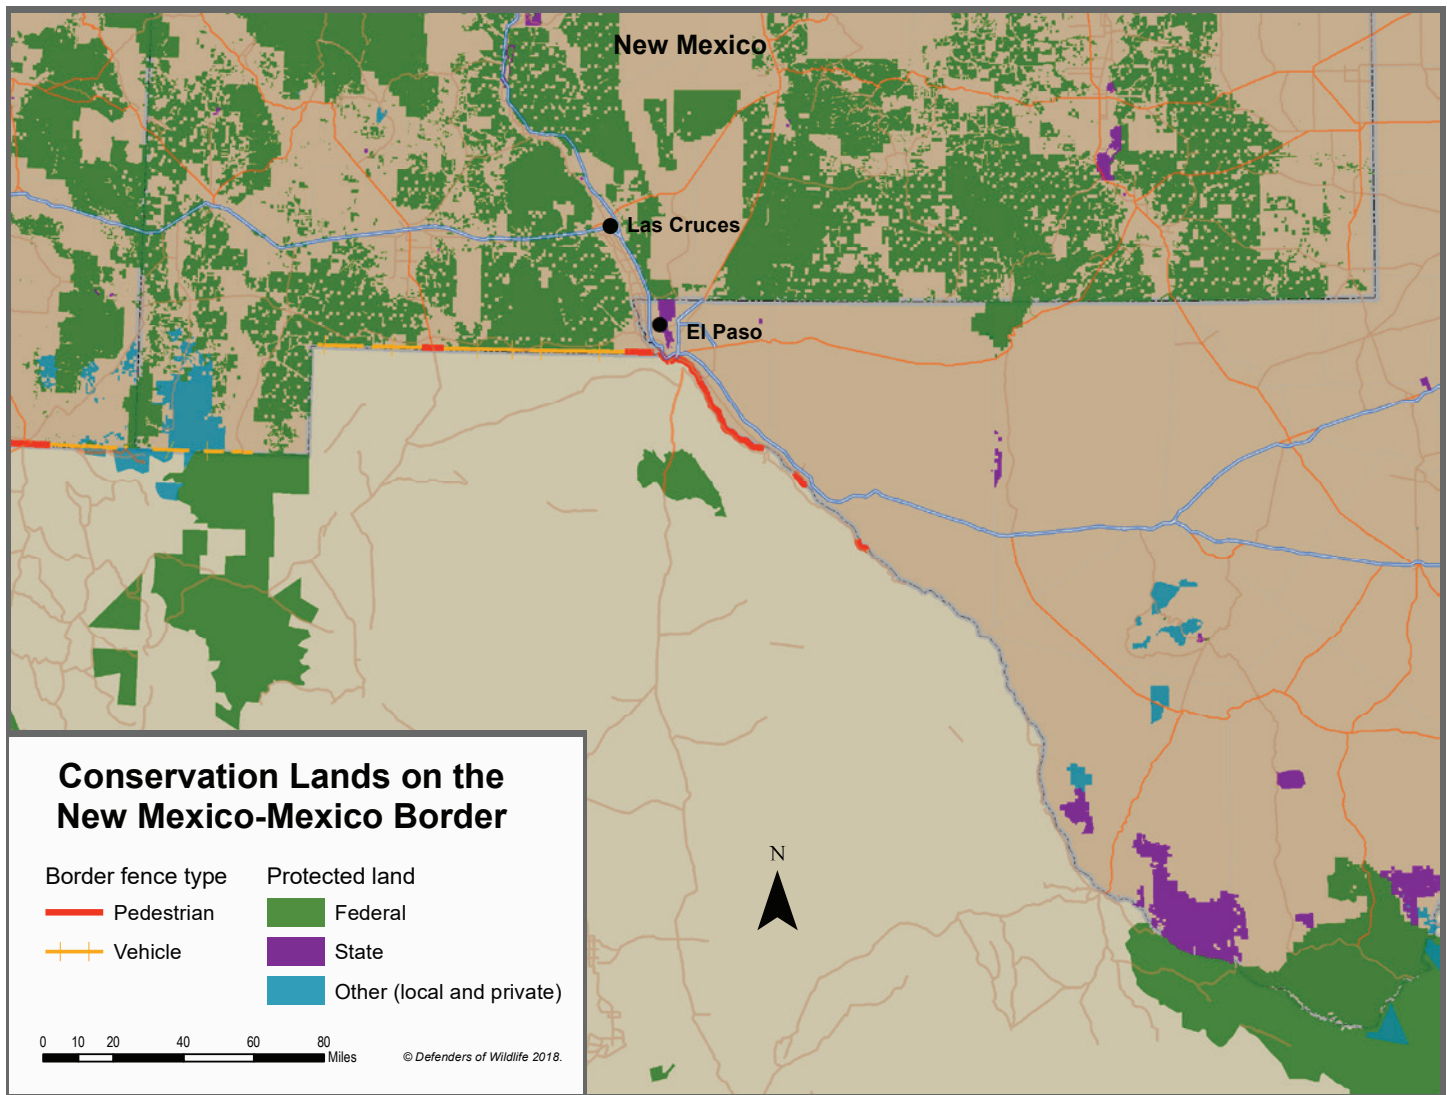 New Mexico
Las Cruces
El Paso
N
Conservation Lands on the
New Mexico-Mexico Border
Border fence type
Pedestrian
Vehicle
Protected land
Federal
State
Other (local and private)
0 10 20 40 60 80
Miles
© Defenders of Wildlife 2018.